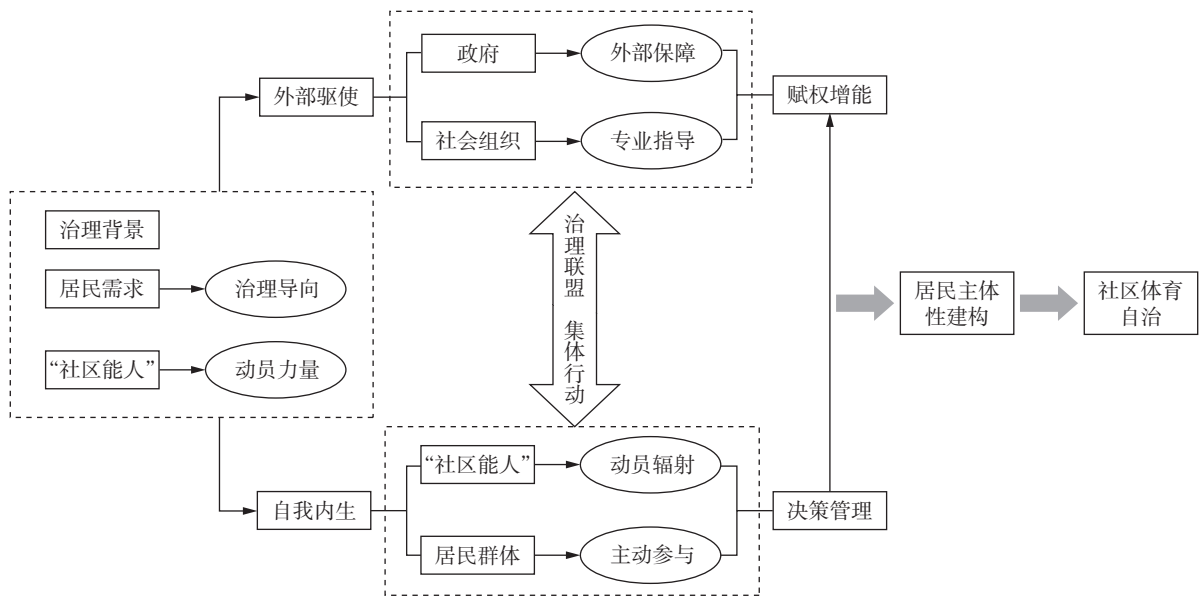 政府
外部保障
外部驱使
赋权增能
社会组织
专业指导
治理背景
居民需求
治理导向
“社区能人”
动员力量
治理联盟 集体行动
居民主体
性建构
社区体育
自治
“社区能人”
动员辐射
自我内生
决策管理
居民群体
主动参与